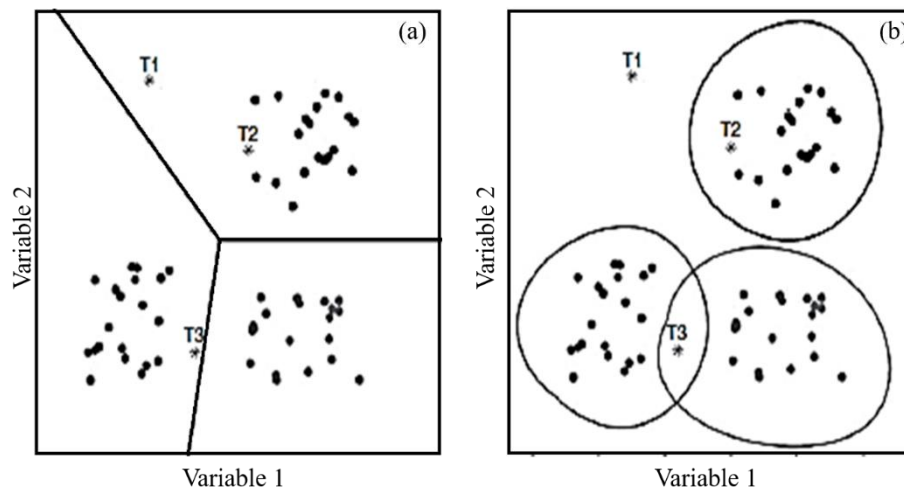 (a)
T1
T2
T3
Variable 2
Variable 1
(b)
T1
T2
T3
Variable 2
Variable 1